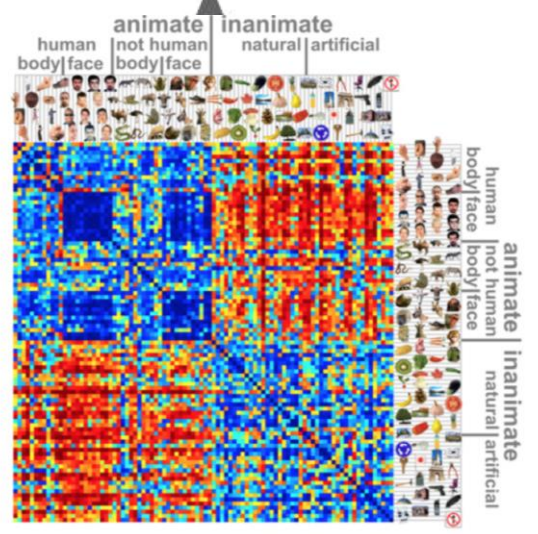 animate inanimate
human not human natural artificial
body face body face
human
body face
animate
not human
body face
inanimate
natural artificial